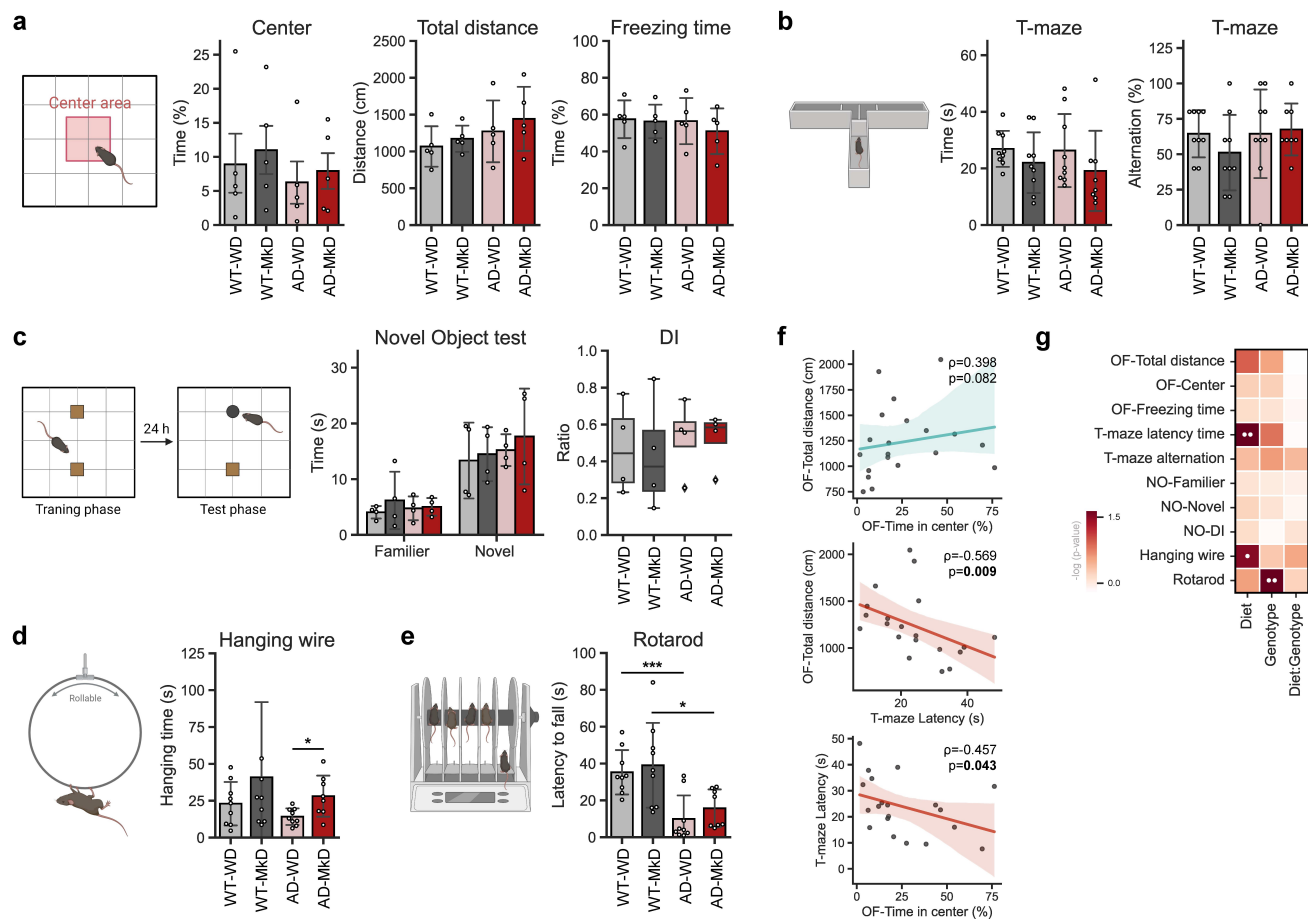 a
Center
Total distance
Freezing time
Center area
Time (%)
25
20
15
10
5
0
WT-WD
WT-MkD
AD-WD
AD-MkD
Distance (cm)
2500
2000
1500
1000
500
0
WT-WD
WT-MkD
AD-WD
AD-MkD
Time (%)
100
80
60
40
20
0
WT-WD
WT-MkD
AD-WD
AD-MkD
b
T-maze
T-maze
Time (s)
60
40
20
0
WT-WD
WT-MkD
AD-WD
AD-MkD
Alternation (%)
125
100
75
50
25
0
WT-WD
WT-MkD
AD-WD
AD-MkD
c
Novel Object test
DI
24 h
Traning phase
Test phase
Time (s)
30
20
10
0
Familier
Novel
Ratio
1.0
0.8
0.6
0.4
0.2
0.0
WT-WD
WT-MkD
AD-WD
AD-MkD
d
Hanging wire
Rollable
Hanging time (s)
125
100
75
50
25
0
*
WT-WD
WT-MkD
AD-WD
AD-MkD
e
Rotarod
Latency to fall (s)
100
80
60
40
20
0
***
*
WT-WD
WT-MkD
AD-WD
AD-MkD
f
OF-Total distance (cm)
2000
1750
1500
1250
1000
750
ρ=0.398
p=0.082
0
25
50
75
OF-Time in center (%)
OF-Total distance (cm)
2000
1500
1000
ρ=-0.569
p=0.009
20
40
T-maze Latency (s)
T-maze Latency (s)
50
40
30
20
10
0
ρ=-0.457
p=0.043
0
25
50
75
OF-Time in center (%)
g
OF-Total distance
OF-Center
OF-Freezing time
T-maze latency time
T-maze alternation
NO-Familier
NO-Novel
NO-DI
Hanging wire
Rotarod
-log (p-value)
1.5
0.0
Diet
Genotype
Diet:Genotype